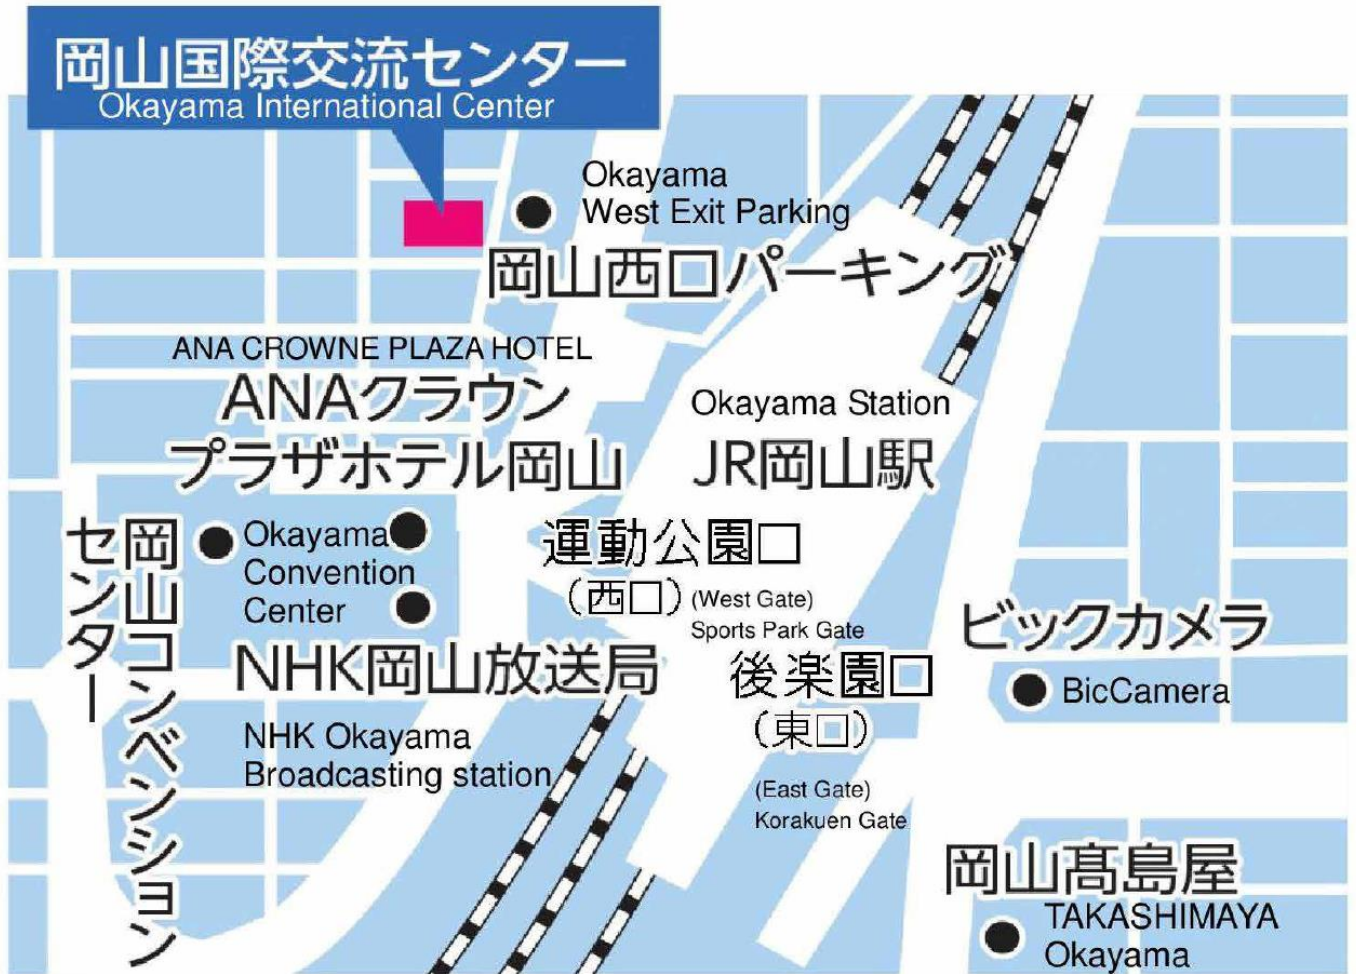 岡山国際交流センター
Okayama International Center
Okayama
West Exit Parking
岡山西口パーキング
ANA CROWNE PLAZA HOTEL
ANAクラウン
プラザホテル岡山
Okayama Station
JR岡山駅
岡山コンベンション
センター
Okayama
Convention
Center
運動公園口
（西口）
(West Gate)
Sports Park Gate
NHK岡山放送局
NHK Okayama
Broadcasting station
後楽園口
（東口）
(East Gate)
Korakuen Gate
ビックカメラ
BicCamera
岡山髙島屋
TAKASHIMAYA
Okayama